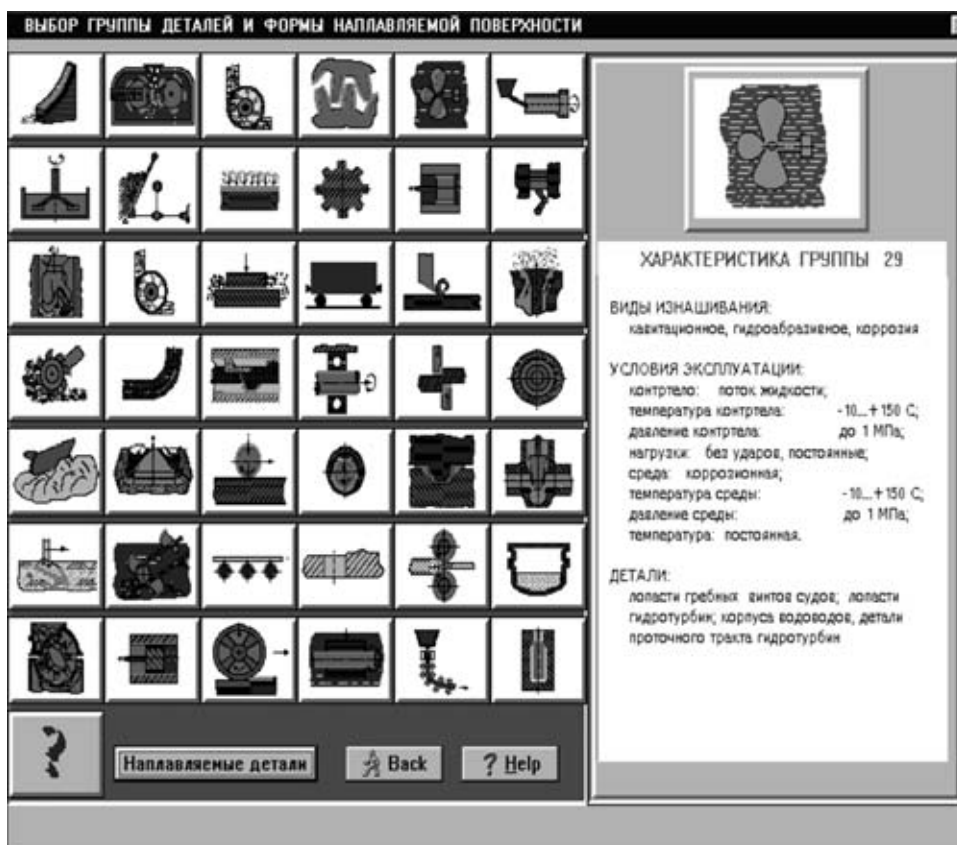 ВЫБОР ГРУППЫ ДЕТАЛЕЙ И ФОРМЫ НАПЛАВЛЯЕМОЙ ПОВЕРХНОСТИ
ХАРАКТЕРИСТИКА ГРУППЫ 29
ВИДЫ ИЗНАШИВАНИЯ:
кавитационное, гидроабразивное, коррозия
УСЛОВИЯ ЭКСПЛУАТАЦИИ:
контртело: поток жидкости;
температура контртела: -10...+150 С;
давление контртела: до 1 МПа;
нагрузки: без ударов, постоянные;
среда: коррозионная;
температура среды: -10...+150 С;
давление среды: до 1 МПа;
температура: постоянная.
ДЕТАЛИ:
лопасти гребных винтов судов; лопасти
гидротурбин; корпуса водоводов, детали
проточного тракта гидротурбин
Наплавляемые детали
Back
? Help